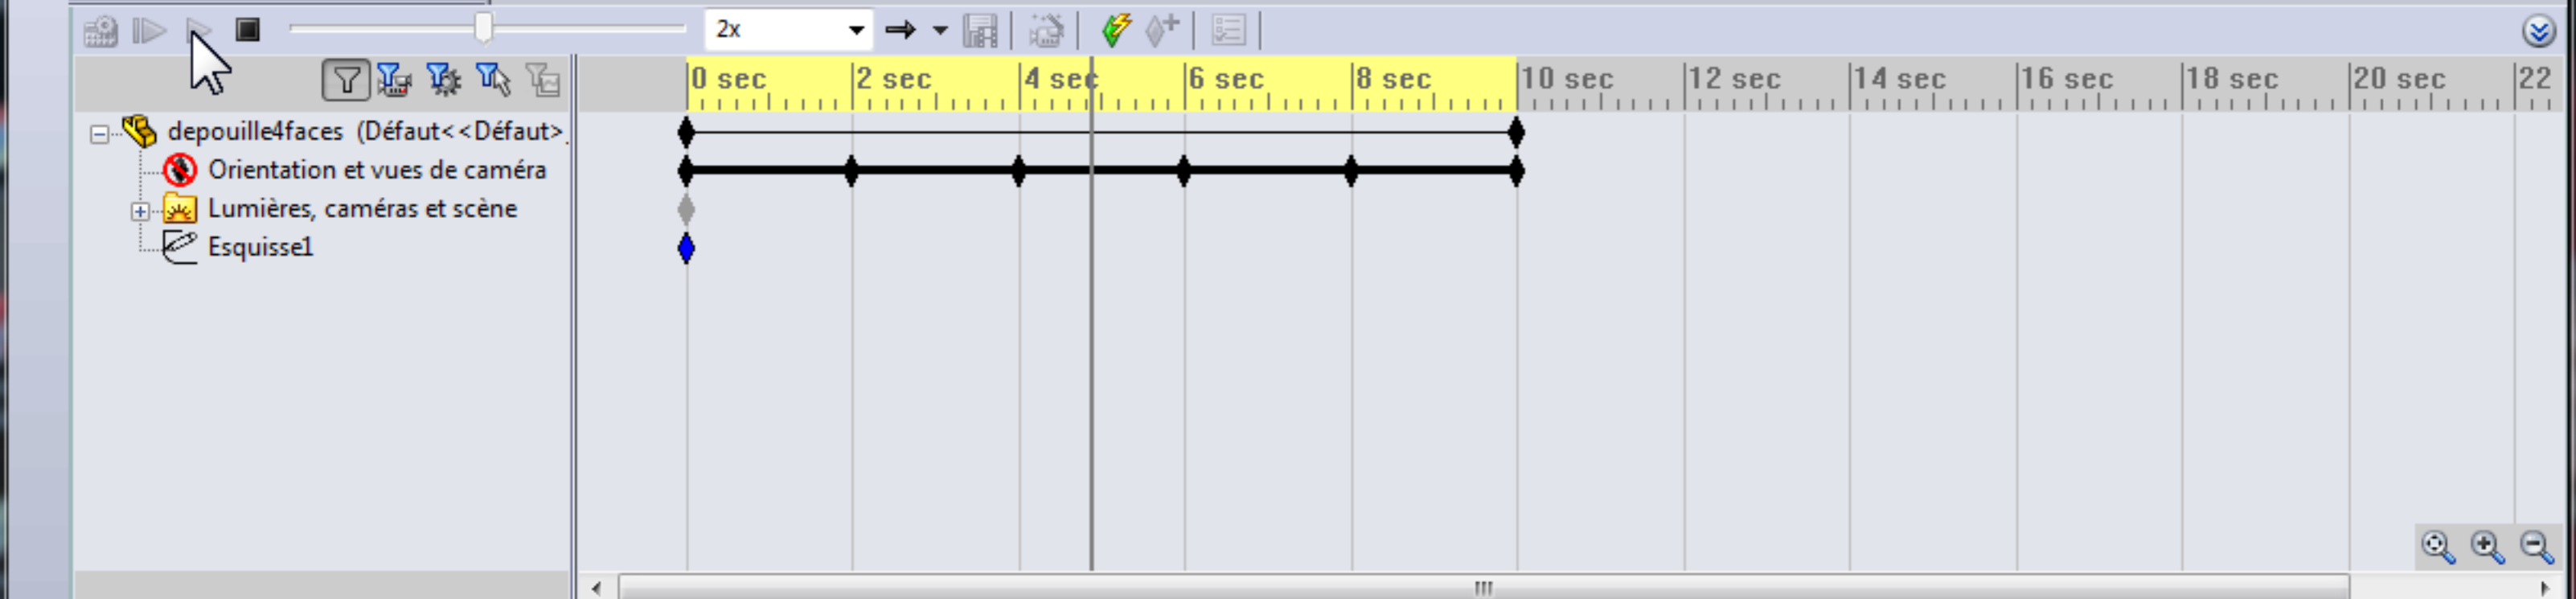 2x
0 sec 2 sec 4 sec 6 sec 8 sec 10 sec 12 sec 14 sec 16 sec 18 sec 20 sec 22
depouille4faces (Défaut<<Défaut>
Orientation et vues de caméra
Lumières, caméras et scène
Esquisse1